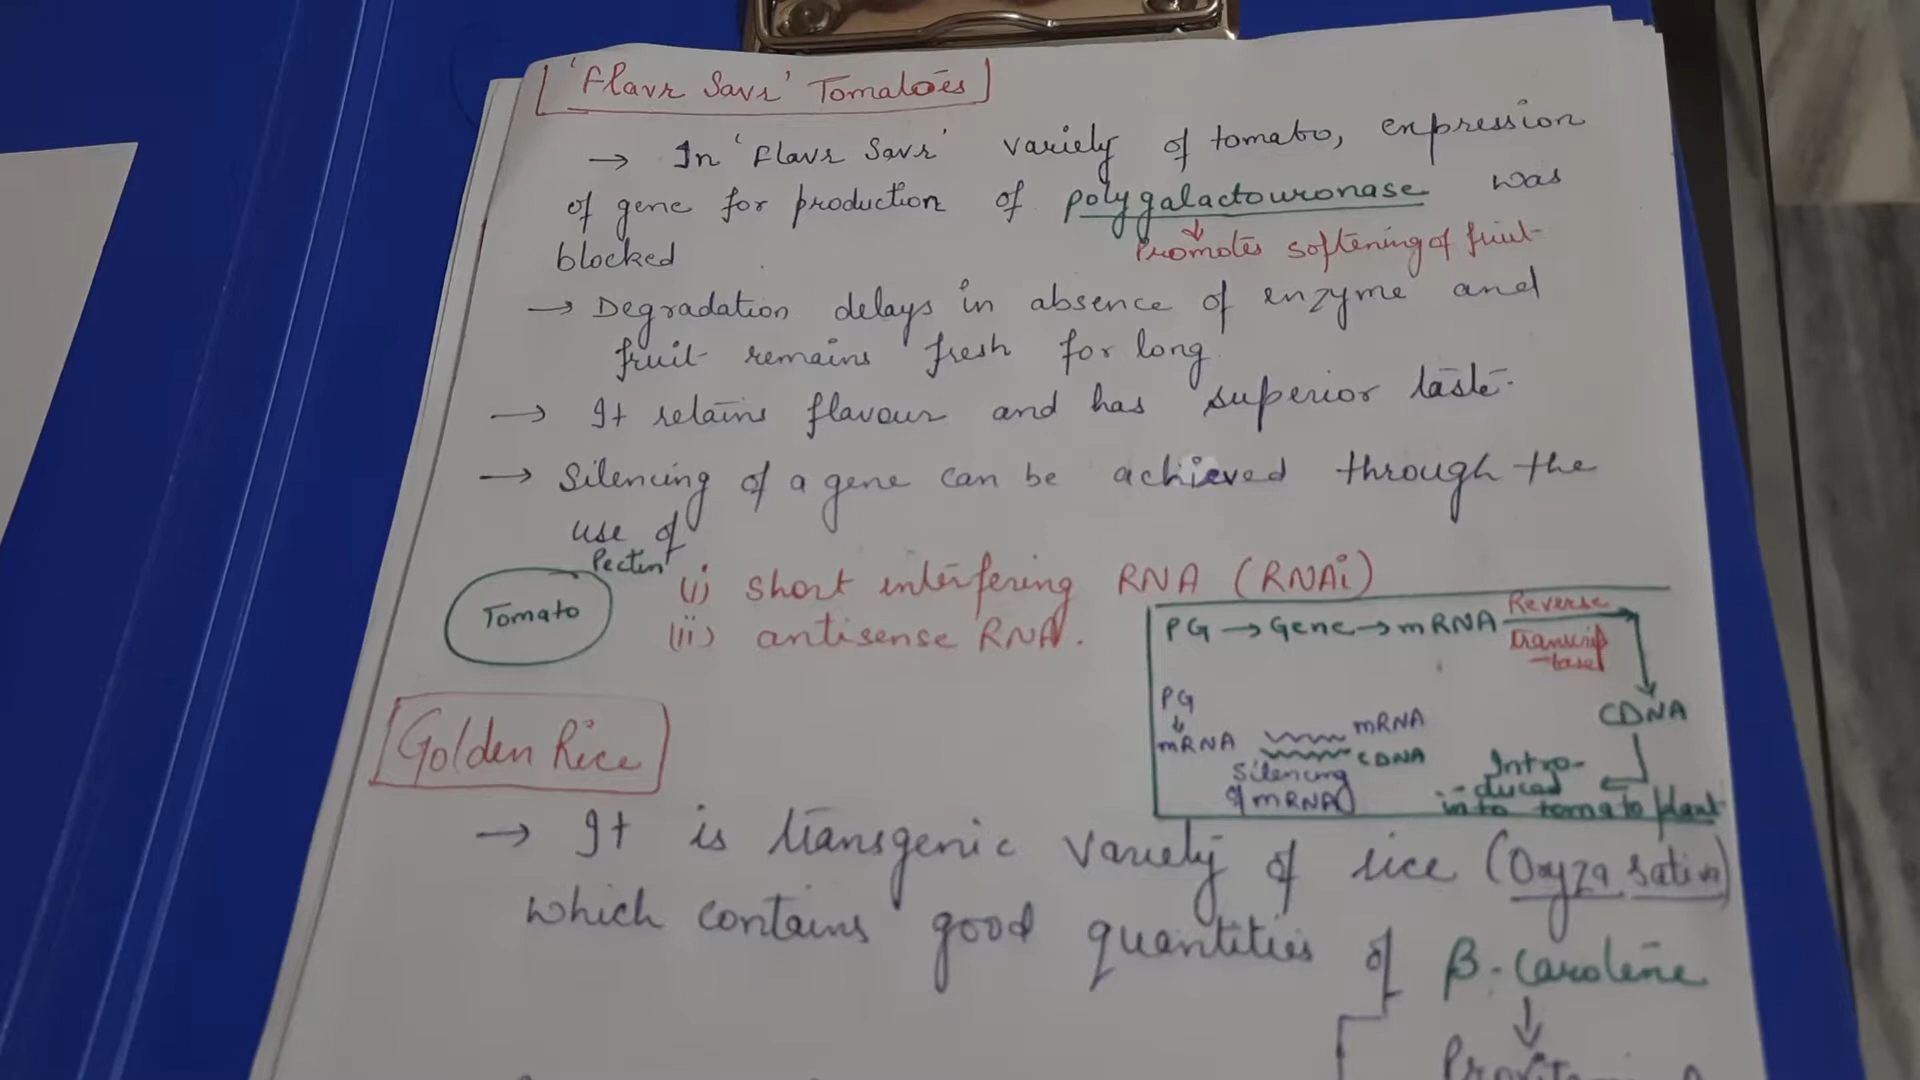 'Flavr Savr' Tomatoes
→ In 'Flavr Savr' variety of tomato, expression
of gene for production of polygalactouronase was
blocked
Promotes softening of fruit
→ Degradation delays in absence of enzyme and
fruit remains fresh for long.
→ It retains flavour and has superior taste.
→ Silencing of a gene can be achieved through the
use of
Pectin
Tomato
(i) short interfering RNA (RNAi)
(ii) antisense RNA.
PG → Gene → mRNA
Reverse
transcrip
-tase
CDNA
Intro-
-duced
into tomato plant
PG
↓
mRNA
mRNA
CDNA
Silencing
of mRNA
Golden Rice
→ It is transgenic variety of rice (Oryza sativa)
which contains good quantities of β-carotene
↓